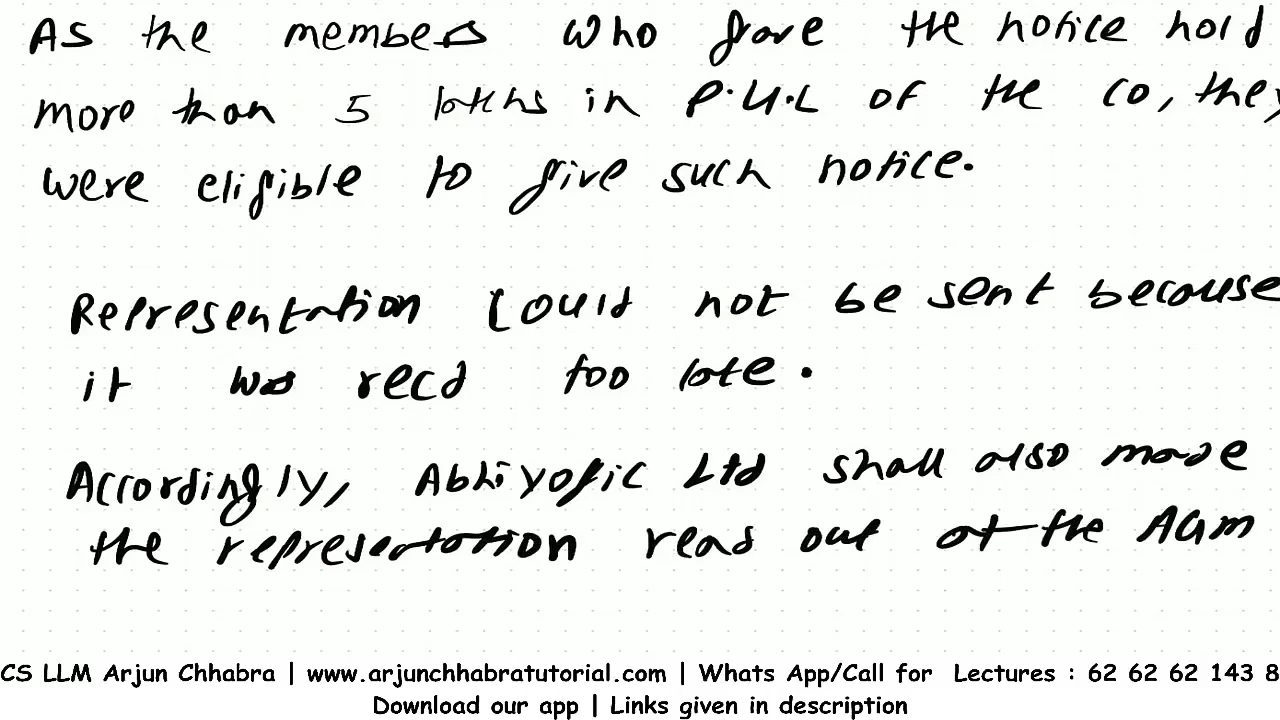 As the members who gave the notice hold
more than 5 lakhs in P.U.L of the co, they
were eligible to give such notice.
Representation could not be sent because
it was recd too late.
Accordingly, Abhiyogic Ltd shall also made
the representation read out at the AGM
CS LLM Arjun Chhabra | www.arjunchhabratutorial.com | Whats App/Call for Lectures : 62 62 62 143 8
Download our app | Links given in description